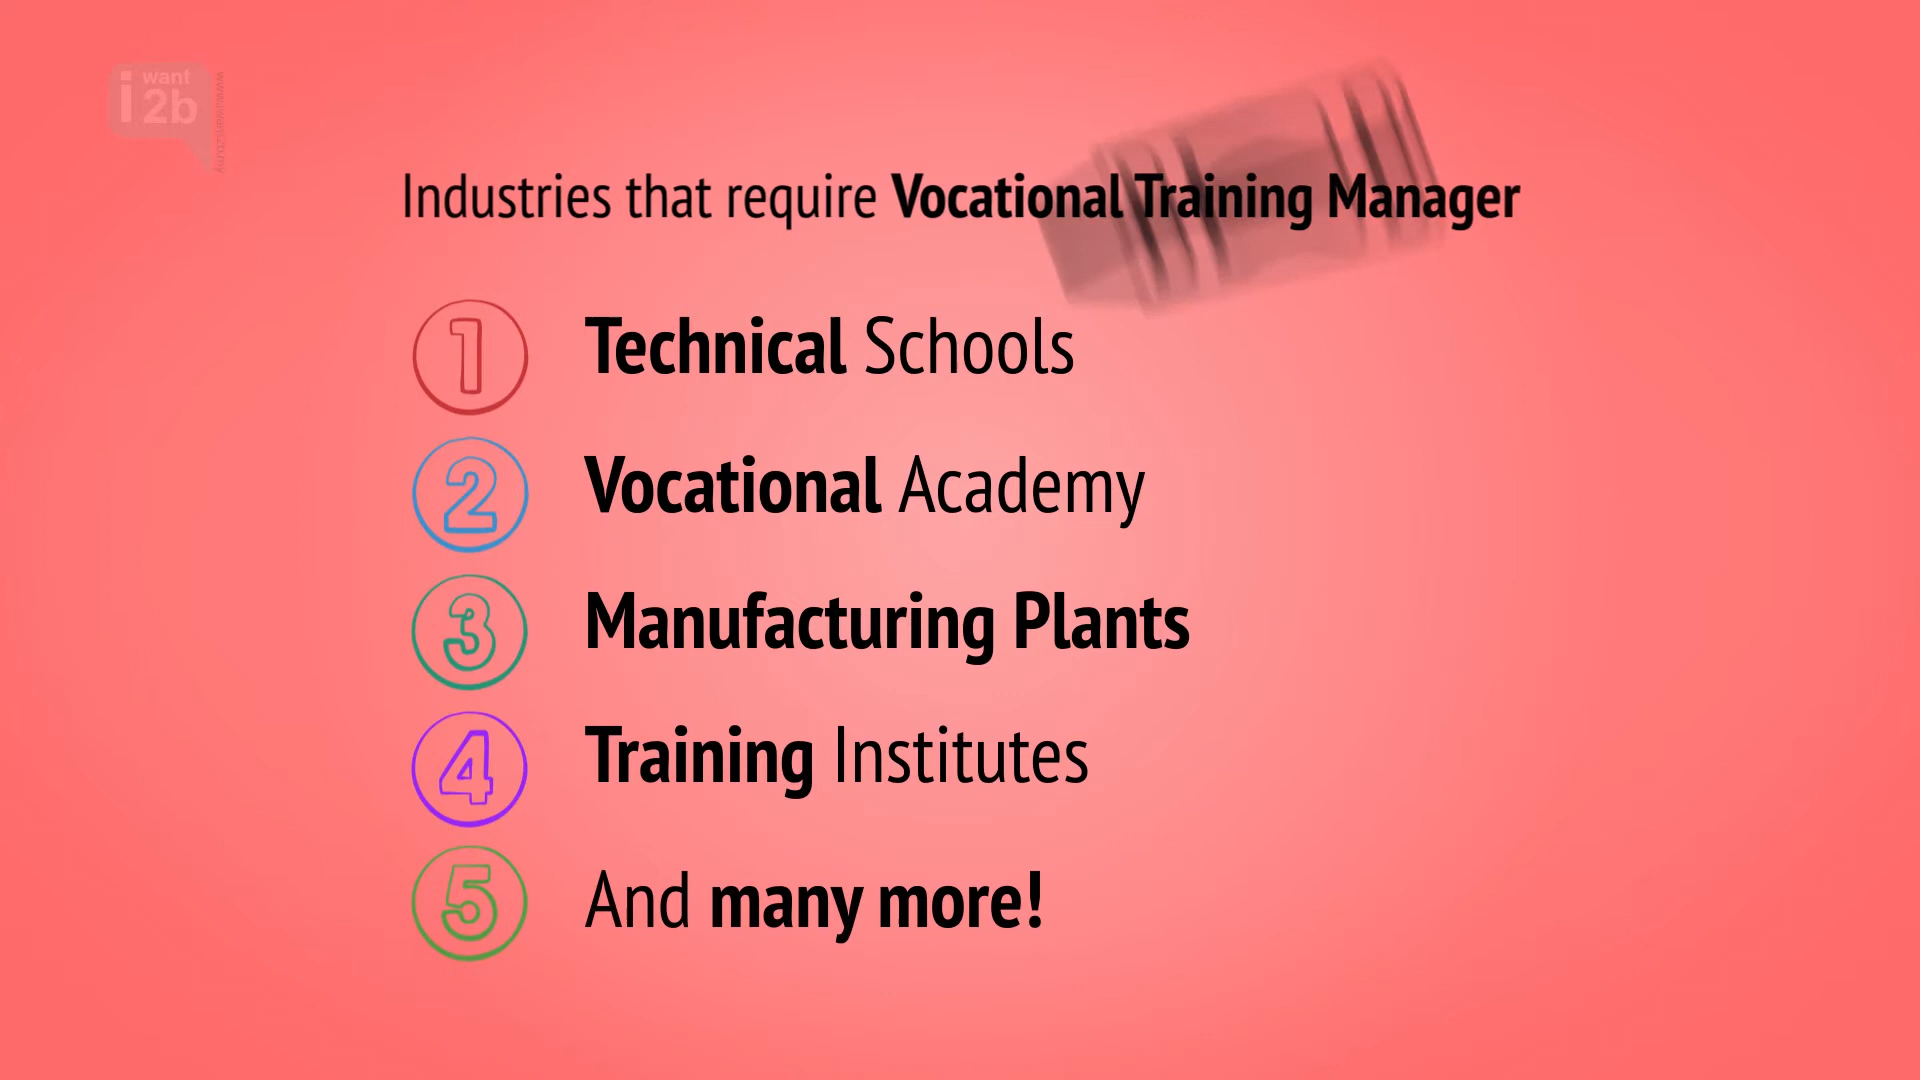 i want 2b
Industries that require Vocational Training Manager
1 Technical Schools
2 Vocational Academy
3 Manufacturing Plants
4 Training Institutes
5 And many more!